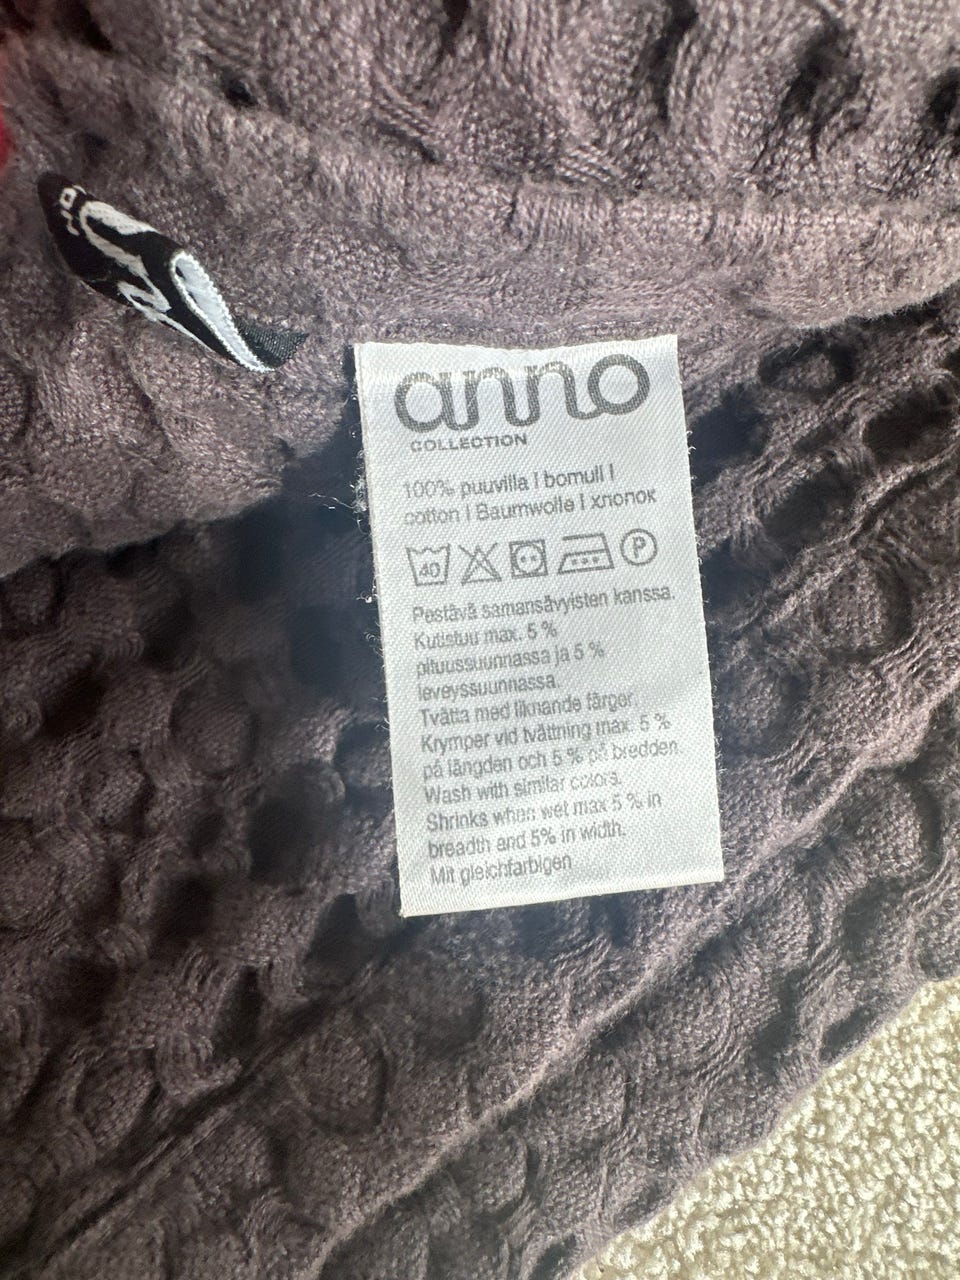 anno
COLLECTION
100% puuvilla | bomull |
cotton | Baumwolle | хлопок
40 P
Pestävä samansävyisten kanssa.
Kutistuu max. 5 %
pituussuunnassa ja 5 %
leveyssuunnassa.
Tvätta med liknande färger.
Krymper vid tvättning max. 5 %
på längden och 5 % på bredden.
Wash with similar colors.
Shrinks when wet max 5 % in
breadth and 5% in width.
Mit gleichfarbigen